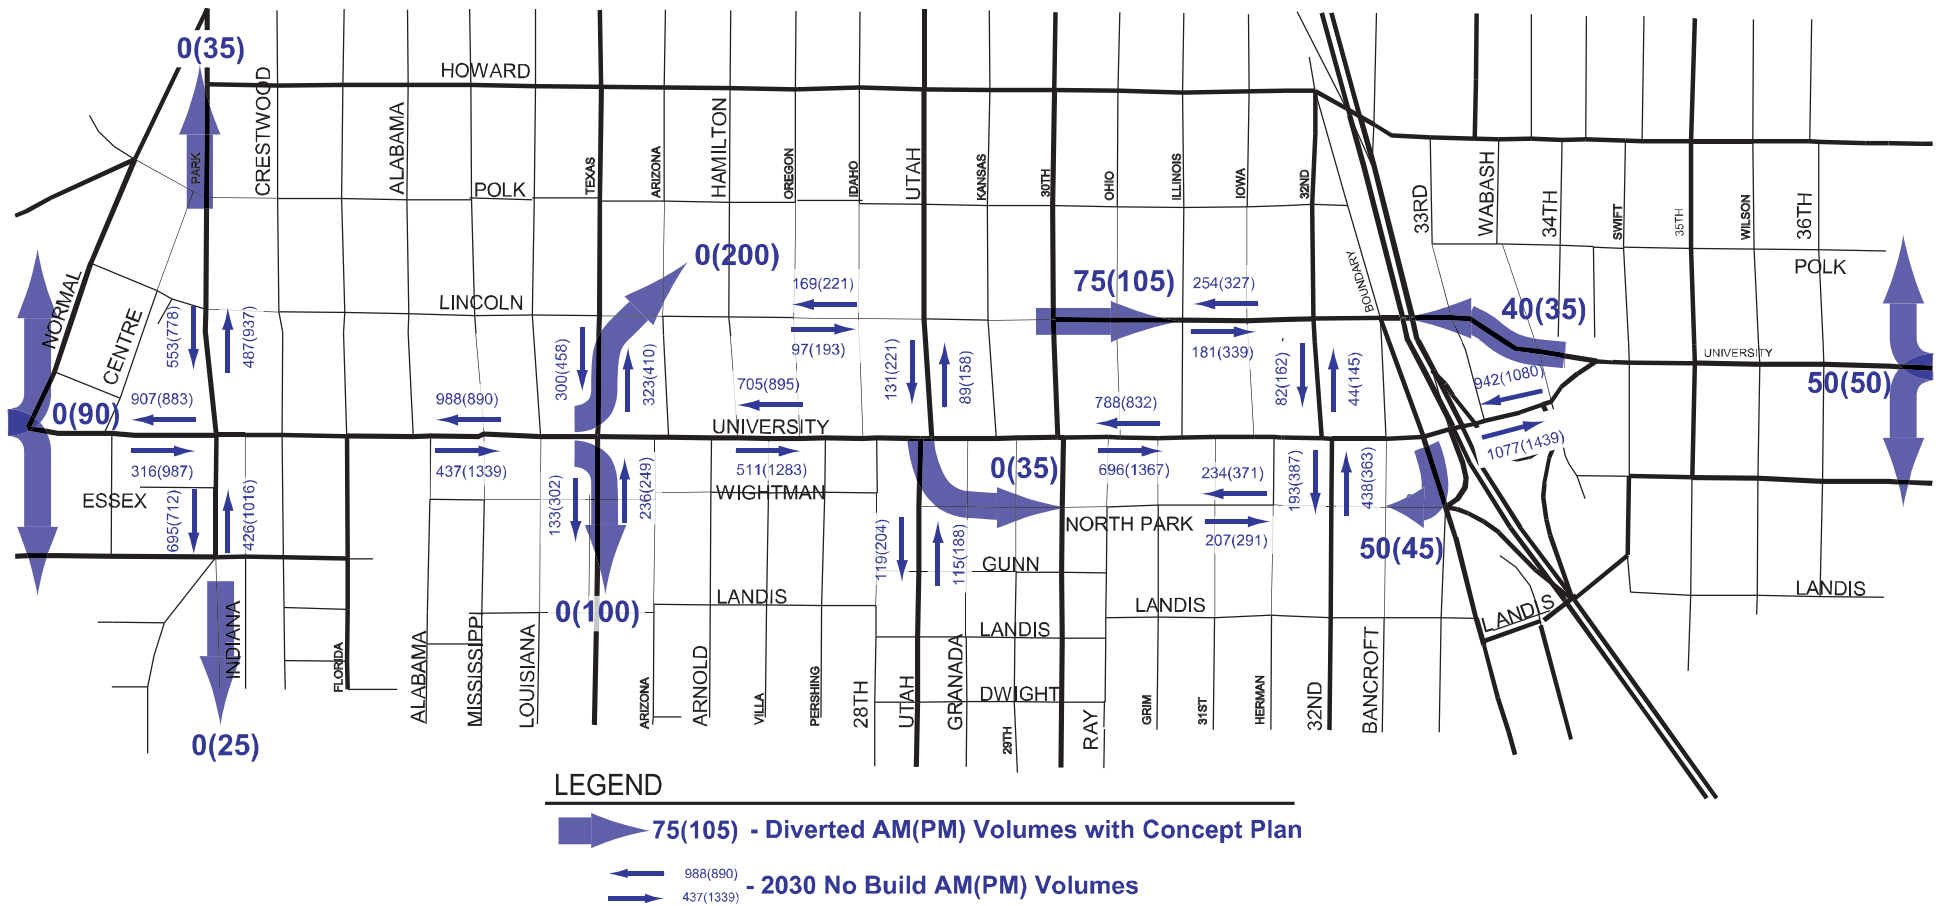 0(35)
HOWARD
CRESTWOOD
ALABAMA
HAMILTON
PARK
TEXAS
ARIZONA
OREGON
IDAHO
UTAH
KANSAS
30TH
OHIO
ILLINOIS
IOWA
32ND
33RD
WABASH
34TH
SWIFT
35TH
WILSON
36TH
POLK
POLK
BOUNDARY
NORMAL
CENTRE
LINCOLN
0(200)
75(105)
40(35)
169(221)
97(193)
254(327)
181(339)
553(778)
487(937)
300(458)
323(410)
131(221)
89(158)
82(162)
44(145)
UNIVERSITY
50(50)
942(1080)
1077(1439)
0(90)
907(883)
316(987)
988(890)
437(1339)
705(895)
UNIVERSITY
511(1283)
788(832)
696(1367)
0(35)
234(371)
207(291)
ESSEX
WIGHTMAN
NORTH PARK
695(712)
426(1016)
133(302)
236(249)
119(204)
115(188)
193(387)
438(363)
50(45)
GUNN
0(100)
LANDIS
LANDIS
LANDIS
LANDIS
LANDIS
INDIANA
FLORIDA
ALABAMA
MISSISSIPPI
LOUISIANA
ARIZONA
ARNOLD
VILLA
PERSHING
28TH
UTAH
GRANADA
DWIGHT
29TH
RAY
GRIM
31ST
HERMAN
32ND
BANCROFT
0(25)
LEGEND
75(105) - Diverted AM(PM) Volumes with Concept Plan
988(890)
437(1339)
- 2030 No Build AM(PM) Volumes